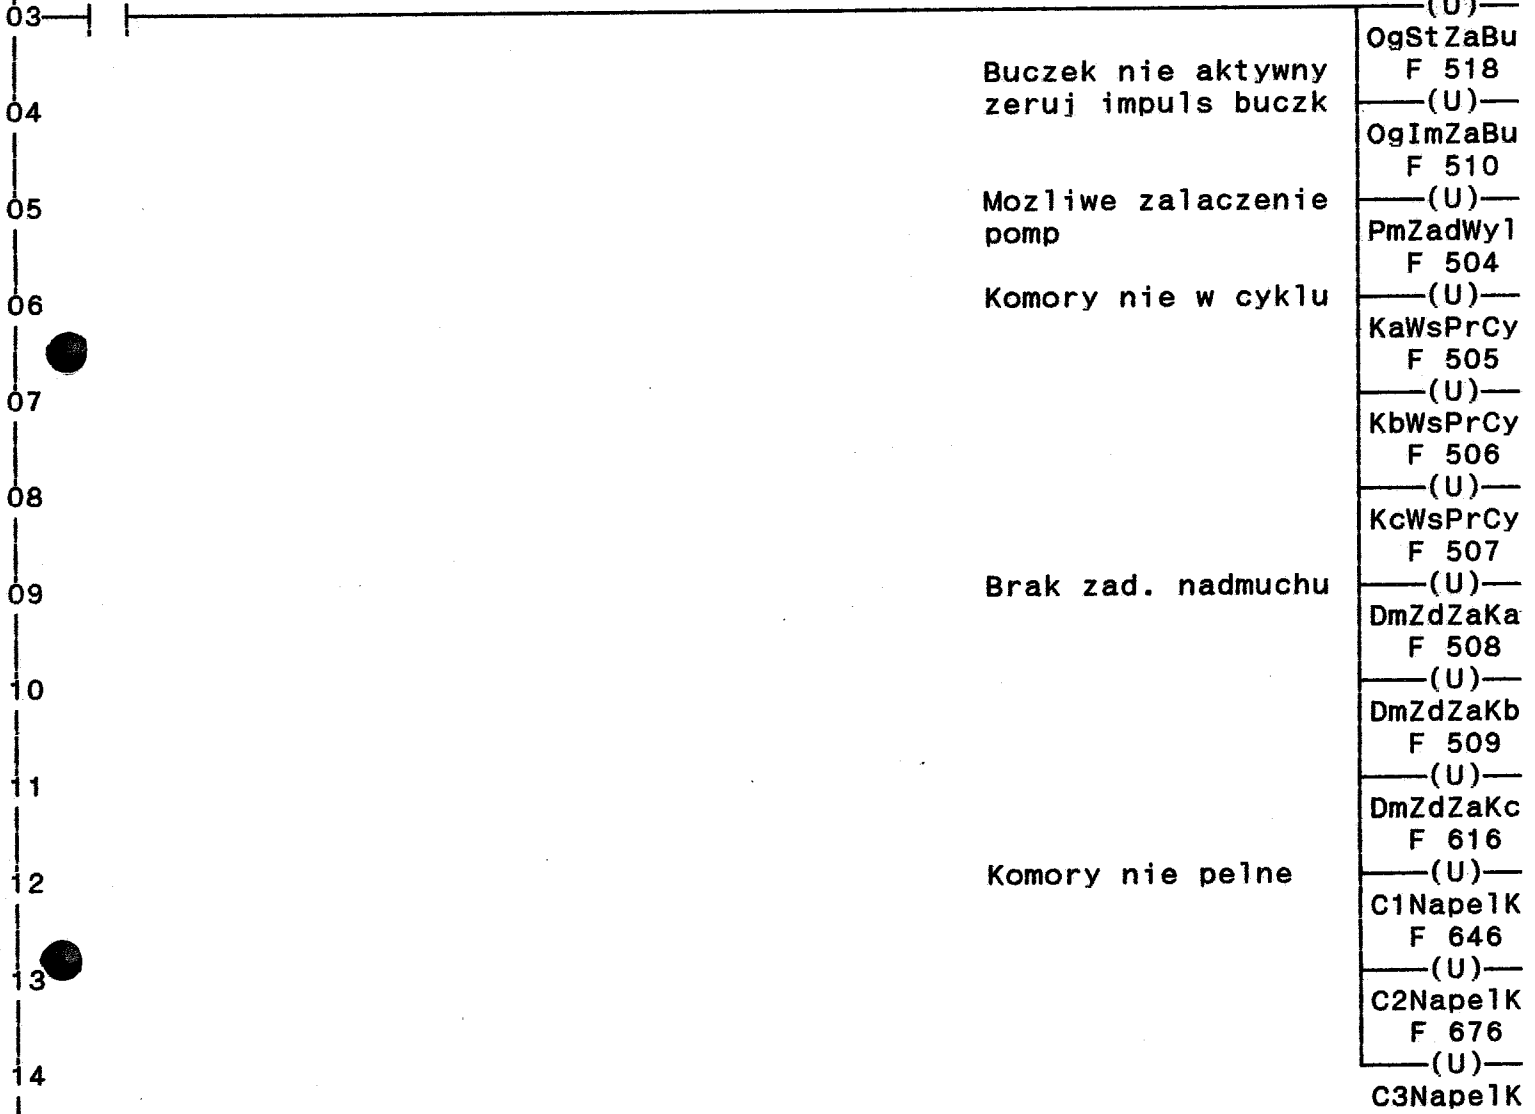 03 (U)
OgStZaBu
Buczek nie aktywny F 518
04 zeruj impuls buczk (U)
OgImZaBu
F 510
05 Mozliwe zalaczenie (U)
pomp PmZadWyl
F 504
06 Komory nie w cyklu (U)
KaWsPrCy
F 505
07 (U)
KbWsPrCy
F 506
08 (U)
KcWsPrCy
F 507
09 Brak zad. nadmuchu (U)
DmZdZaKa
F 508
10 (U)
DmZdZaKb
F 509
11 (U)
DmZdZaKc
F 616
12 Komory nie pelne (U)
C1NapelK
F 646
13 (U)
C2NapelK
F 676
14 (U)
C3NapelK